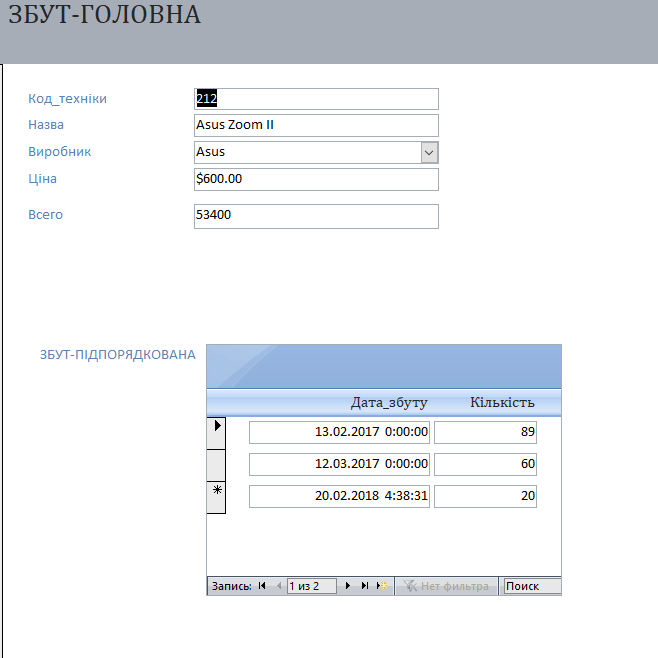 ЗБУТ-ГОЛОВНА
Код_техніки 212
Назва Asus Zoom II
Виробник Asus
Ціна $600.00
Всего 53400
ЗБУТ-ПІДПОРЯДКОВАНА
Дата_збуту Кількість
13.02.2017 0:00:00 89
12.03.2017 0:00:00 60
20.02.2018 4:38:31 20
Запись: 1 из 2 Нет фильтра Поиск